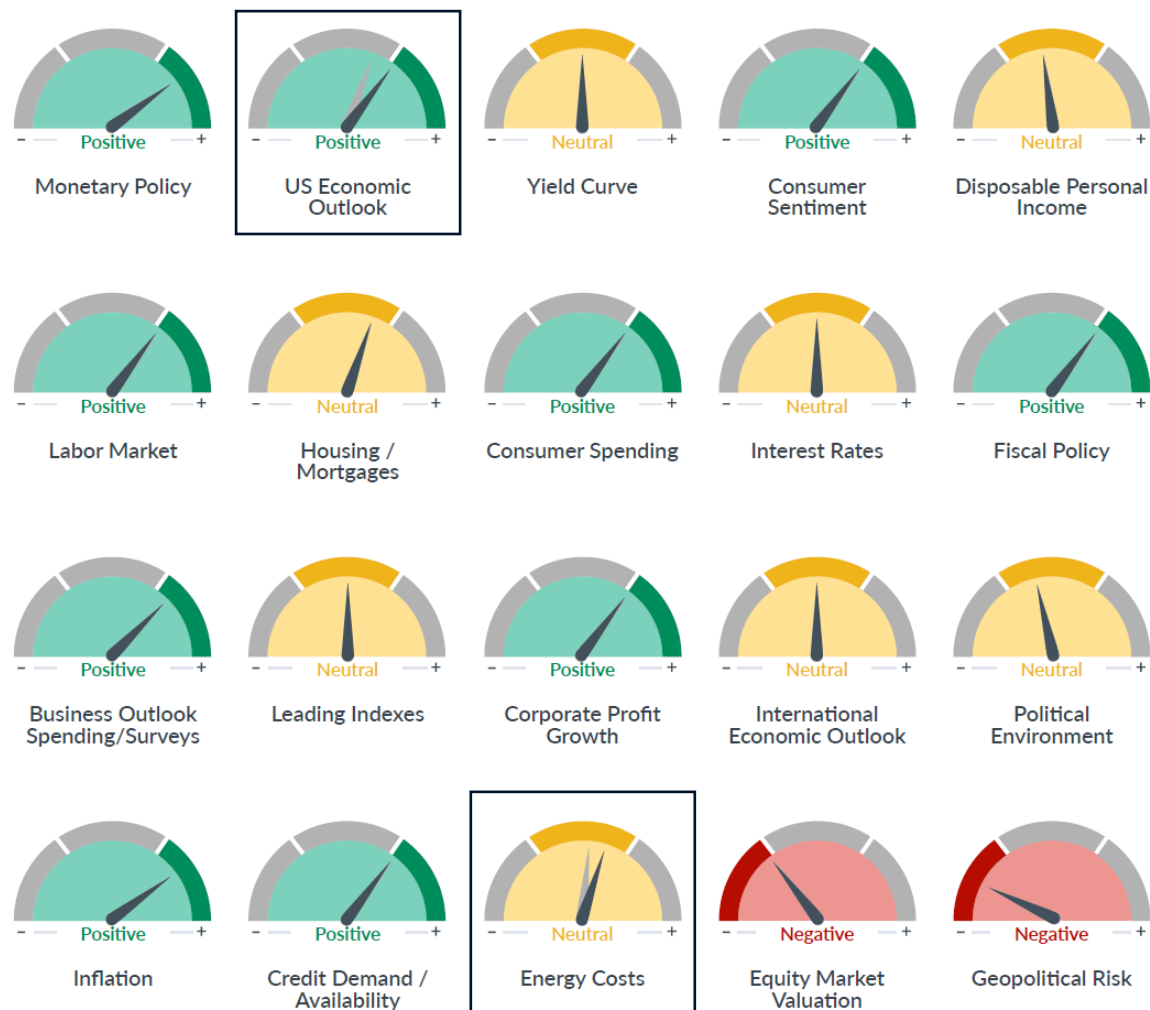 - Positive +
Monetary Policy
- Positive +
US Economic
Outlook
- Neutral +
Yield Curve
- Positive +
Consumer
Sentiment
- Neutral +
Disposable Personal
Income
- Positive +
Labor Market
- Neutral +
Housing /
Mortgages
- Positive +
Consumer Spending
- Neutral +
Interest Rates
- Positive +
Fiscal Policy
- Positive +
Business Outlook
Spending/Surveys
- Neutral +
Leading Indexes
- Positive +
Corporate Profit
Growth
- Neutral +
International
Economic Outlook
- Neutral +
Political
Environment
- Positive +
Inflation
- Positive +
Credit Demand /
Availability
- Neutral +
Energy Costs
- Negative +
Equity Market
Valuation
- Negative +
Geopolitical Risk